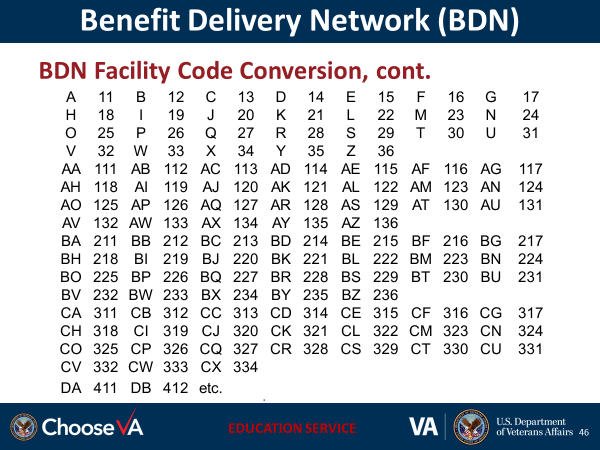 Benefit Delivery Network (BDN)
BDN Facility Code Conversion, cont.
A 11 B 12 C 13 D 14 E 15 F 16 G 17
H 18 I 19 J 20 K 21 L 22 M 23 N 24
O 25 P 26 Q 27 R 28 S 29 T 30 U 31
V 32 W 33 X 34 Y 35 Z 36
AA 111 AB 112 AC 113 AD 114 AE 115 AF 116 AG 117
AH 118 AI 119 AJ 120 AK 121 AL 122 AM 123 AN 124
AO 125 AP 126 AQ 127 AR 128 AS 129 AT 130 AU 131
AV 132 AW 133 AX 134 AY 135 AZ 136
BA 211 BB 212 BC 213 BD 214 BE 215 BF 216 BG 217
BH 218 BI 219 BJ 220 BK 221 BL 222 BM 223 BN 224
BO 225 BP 226 BQ 227 BR 228 BS 229 BT 230 BU 231
BV 232 BW 233 BX 234 BY 235 BZ 236
CA 311 CB 312 CC 313 CD 314 CE 315 CF 316 CG 317
CH 318 CI 319 CJ 320 CK 321 CL 322 CM 323 CN 324
CO 325 CP 326 CQ 327 CR 328 CS 329 CT 330 CU 331
CV 332 CW 333 CX 334
DA 411 DB 412 etc.
Choose VA
EDUCATION SERVICE
VA
U.S. Department
of Veterans Affairs
46